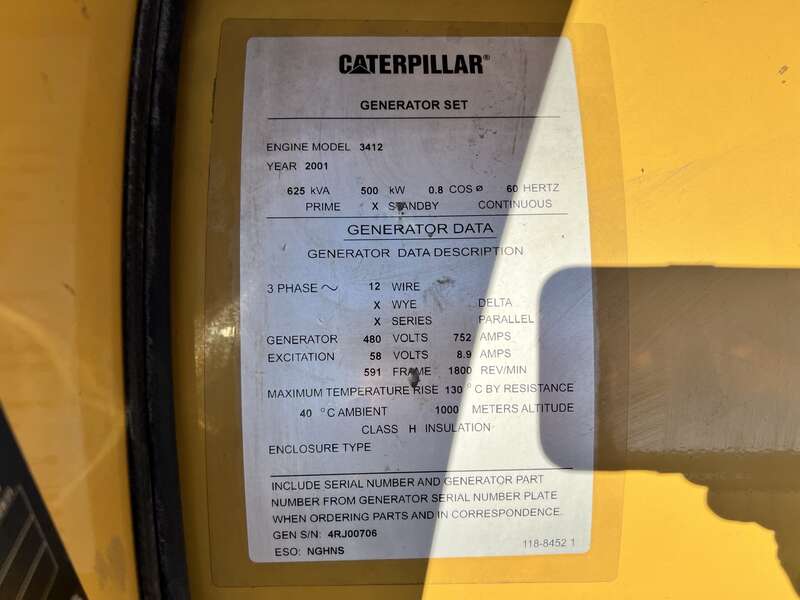 CATERPILLAR®
GENERATOR SET
ENGINE MODEL 3412
YEAR 2001
625 kVA 500 kW 0.8 COS ø 60 HERTZ
PRIME X STANDBY CONTINUOUS
GENERATOR DATA
GENERATOR DATA DESCRIPTION
3 PHASE ~ 12 WIRE
X WYE DELTA
X SERIES PARALLEL
GENERATOR 480 VOLTS 752 AMPS
EXCITATION 58 VOLTS 8.9 AMPS
591 FRAME 1800 REV/MIN
MAXIMUM TEMPERATURE RISE 130 °C BY RESISTANCE
40 °C AMBIENT 1000 METERS ALTITUDE
CLASS H INSULATION
ENCLOSURE TYPE
INCLUDE SERIAL NUMBER AND GENERATOR PART
NUMBER FROM GENERATOR SERIAL NUMBER PLATE
WHEN ORDERING PARTS AND IN CORRESPONDENCE.
GEN S/N: 4RJ00706
ESO: NGHNS
118-8452 1